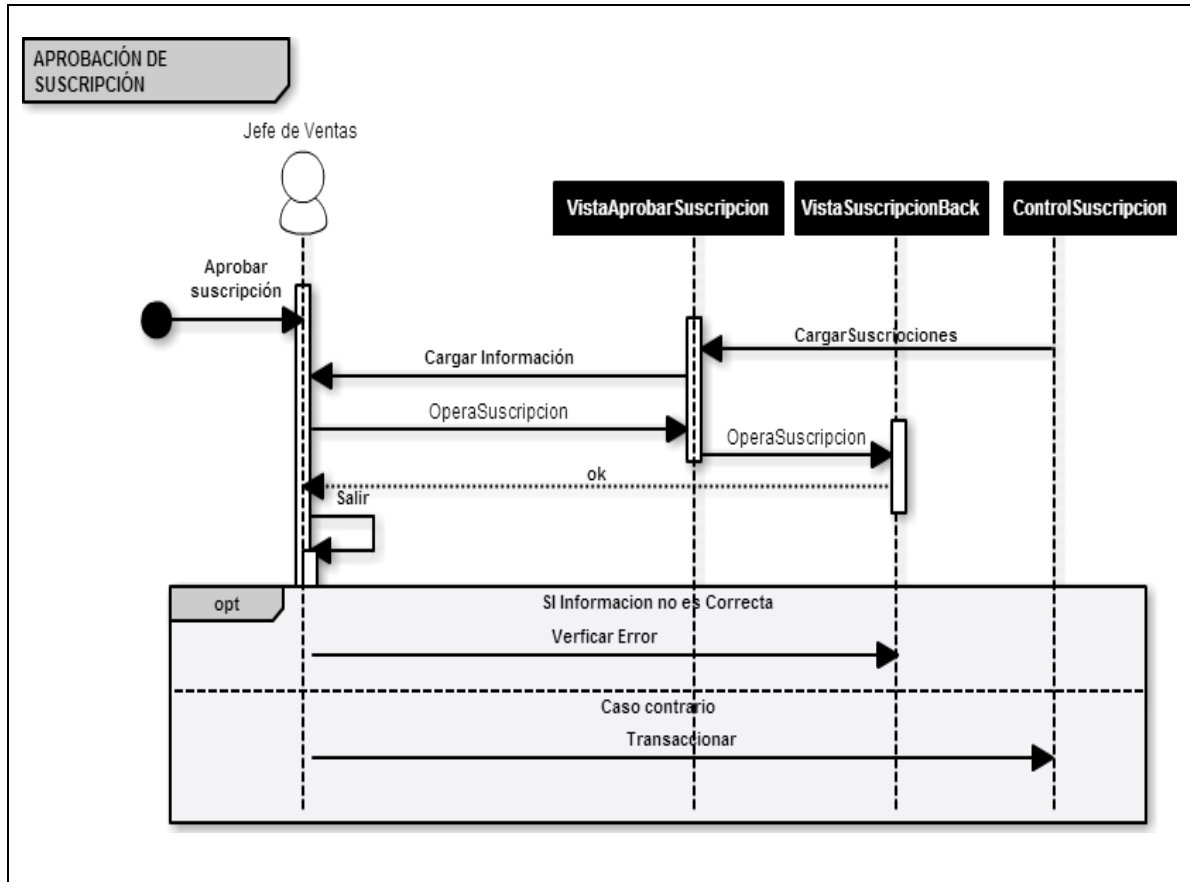 APROBACIÓN DE
SUSCRIPCIÓN
Jefe de Ventas
VistaAprobarSuscripcion
VistaSuscripcionBack
ControlSuscripcion
Aprobar
suscripción
CargarSuscriociones
Cargar Información
OperaSuscripcion
OperaSuscripcion
ok
Salir
opt
SI Informacion no es Correcta
Verficar Error
Caso contrario
Transaccionar